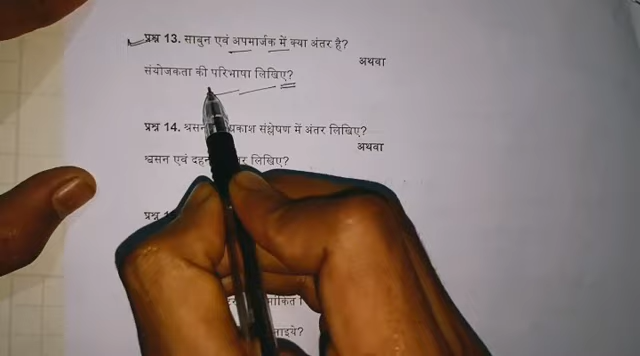 प्रश्न 13. साबुन एवं अपमार्जक में क्या अंतर है?
अथवा
संयोजकता की परिभाषा लिखिए?
प्रश्न 14. श्वसन प्रकाश संश्लेषण में अंतर लिखिए?
अथवा
श्वसन एवं दहन लिखिए?